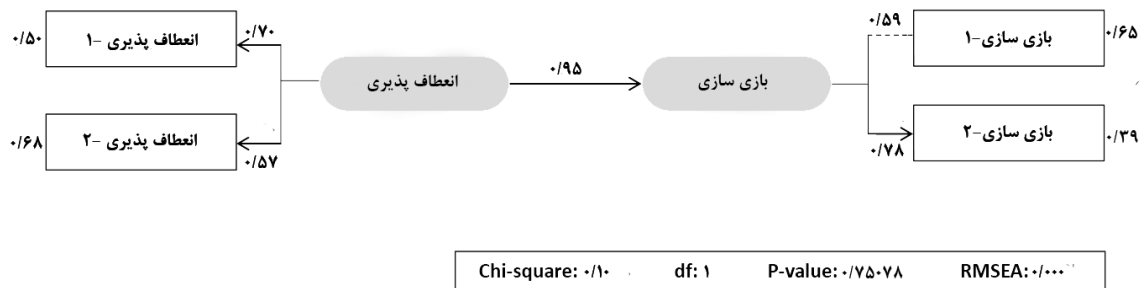 ۰/۵۰
انعطاف پذیری -۱
۰/۷۰
۰/۵۹
بازی سازی-۱
۰/۶۵
انعطاف پذیری
۰/۹۵
بازی سازی
۰/۶۸
انعطاف پذیری -۲
۰/۵۷
۰/۷۸
بازی سازی-۲
۰/۳۹
Chi-square: ۰/۱۰ df: ۱ P-value: ۰/۷۵۰۷۸ RMSEA: ۰/۰۰۰